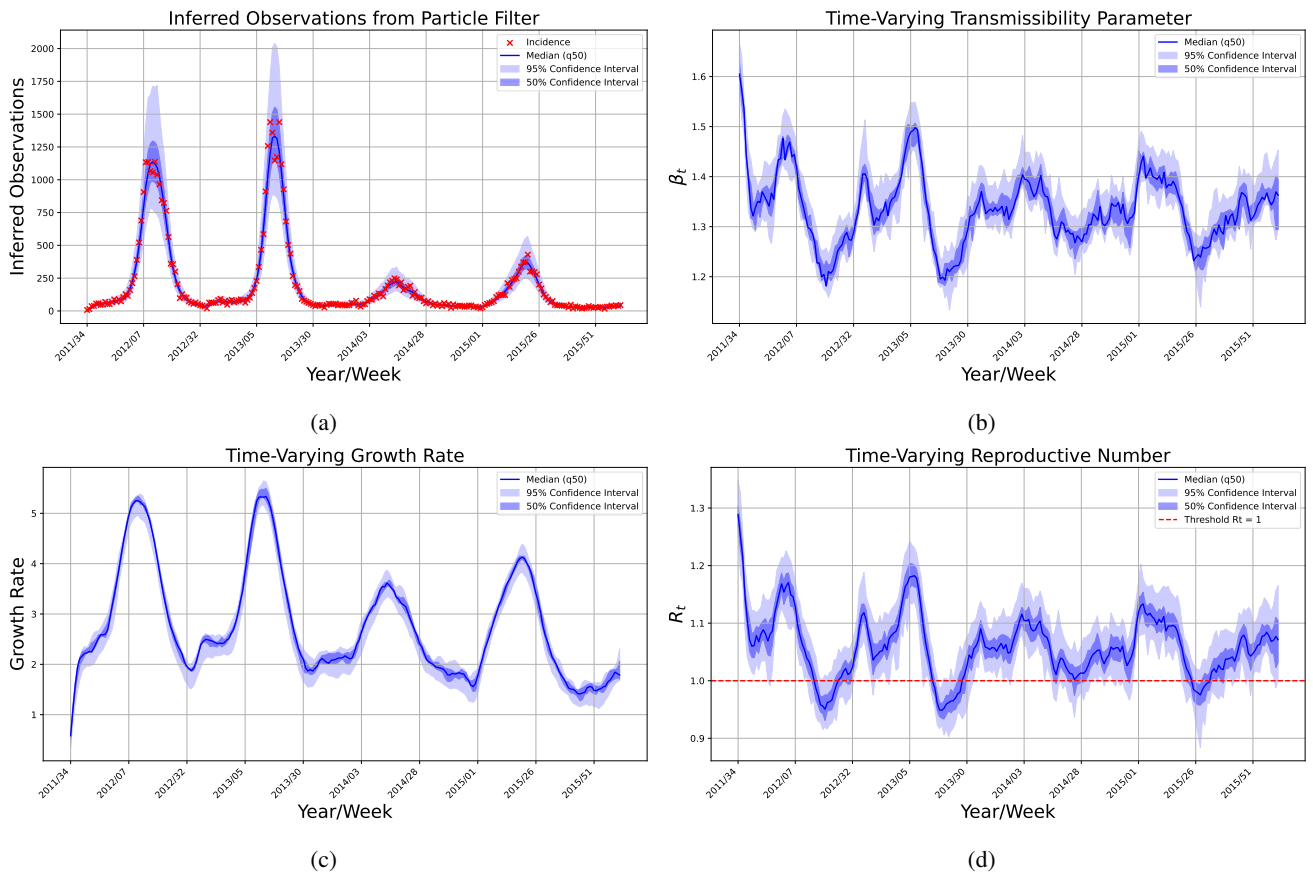 Inferred Observations from Particle Filter
Inferred Observations
2000
1750
1500
1250
1000
750
500
250
0
Incidence
Median (q50)
95% Confidence Interval
50% Confidence Interval
2011/34
2012/07
2012/32
2013/05
2013/30
2014/03
2014/28
2015/01
2015/26
2015/51
Year/Week
(a)
Time-Varying Transmissibility Parameter
βt
1.6
1.5
1.4
1.3
1.2
Median (q50)
95% Confidence Interval
50% Confidence Interval
2011/34
2012/07
2012/32
2013/05
2013/30
2014/03
2014/28
2015/01
2015/26
2015/51
Year/Week
(b)
Time-Varying Growth Rate
Growth Rate
5
4
3
2
1
Median (q50)
95% Confidence Interval
50% Confidence Interval
2011/34
2012/07
2012/32
2013/05
2013/30
2014/03
2014/28
2015/01
2015/26
2015/51
Year/Week
(c)
Time-Varying Reproductive Number
Rt
1.3
1.2
1.1
1.0
0.9
Median (q50)
95% Confidence Interval
50% Confidence Interval
Threshold Rt = 1
2011/34
2012/07
2012/32
2013/05
2013/30
2014/03
2014/28
2015/01
2015/26
2015/51
Year/Week
(d)